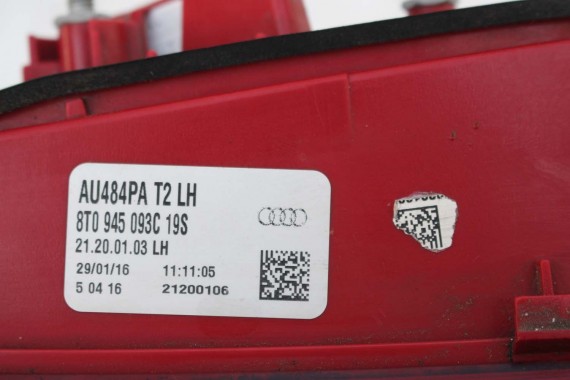 AU484PA T2 LH
8T0 945 093C 19S
21.20.01.03 LH
29/01/16 11:11:05
5 04 16 21200106